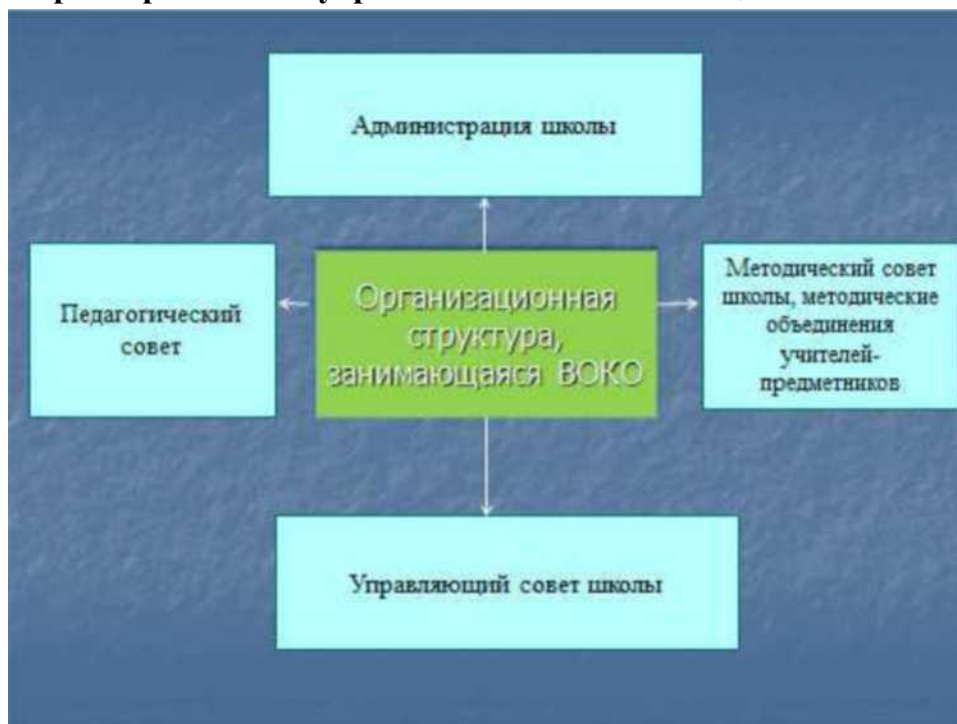 Администрация школы
Педагогический
совет
Организационная
структура,
занимающаяся ВОКО
Методический совет
школы, методические
объединения
учителей-
предметников
Управляющий совет школы